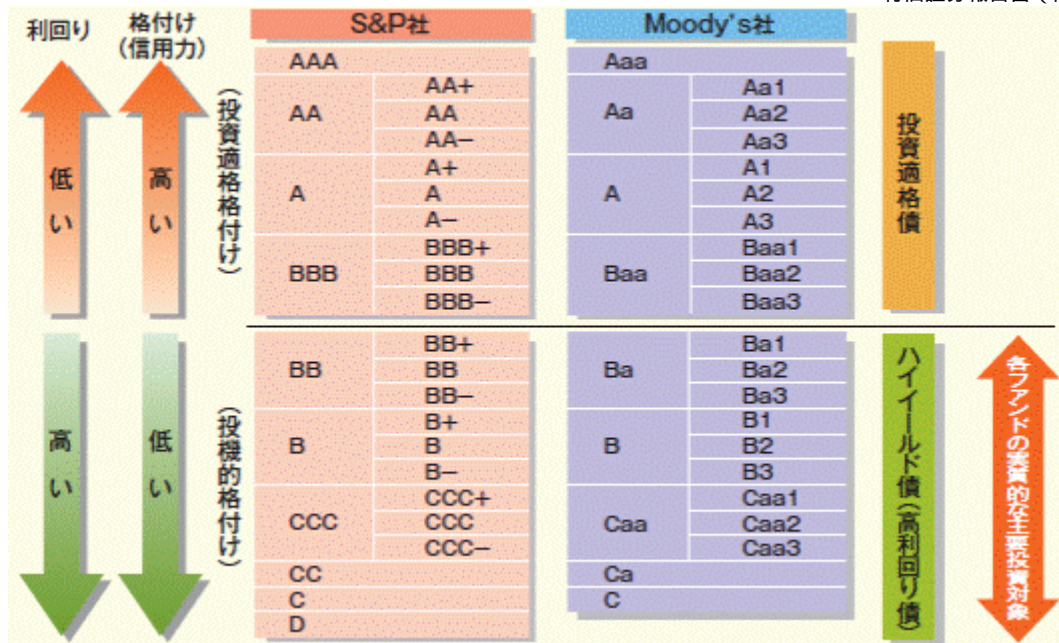 利回り
格付け
(信用力)
S&P社
Moody's社
低い
高い
(投資適格格付け)
AAA
AA
AA+
AA
AA−
A
A+
A
A−
BBB
BBB+
BBB
BBB−
Aaa
Aa
Aa1
Aa2
Aa3
A
A1
A2
A3
Baa
Baa1
Baa2
Baa3
投資適格債
高い
低い
(投機的格付け)
BB
BB+
BB
BB−
B
B+
B
B−
CCC
CCC+
CCC
CCC−
CC
C
D
Ba
Ba1
Ba2
Ba3
B
B1
B2
B3
Caa
Caa1
Caa2
Caa3
Ca
C
ハイイールド債(高利回り債)
各ファンドの実質的な主要投資対象